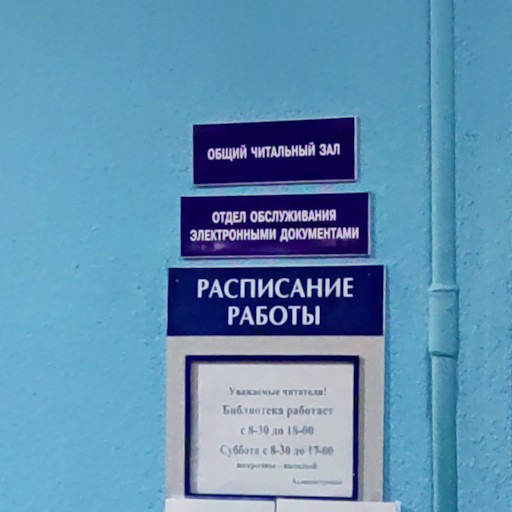 ОБЩИЙ ЧИТАЛЬНЫЙ ЗАЛ
ОТДЕЛ ОБСЛУЖИВАНИЯ
ЭЛЕКТРОННЫМИ ДОКУМЕНТАМИ
РАСПИСАНИЕ
РАБОТЫ
Уважаемые читатели!
Библиотека работает
с 8-30 до 18-00
Суббота с 8-30 до 17-00
воскресенье - выходной
Администрация